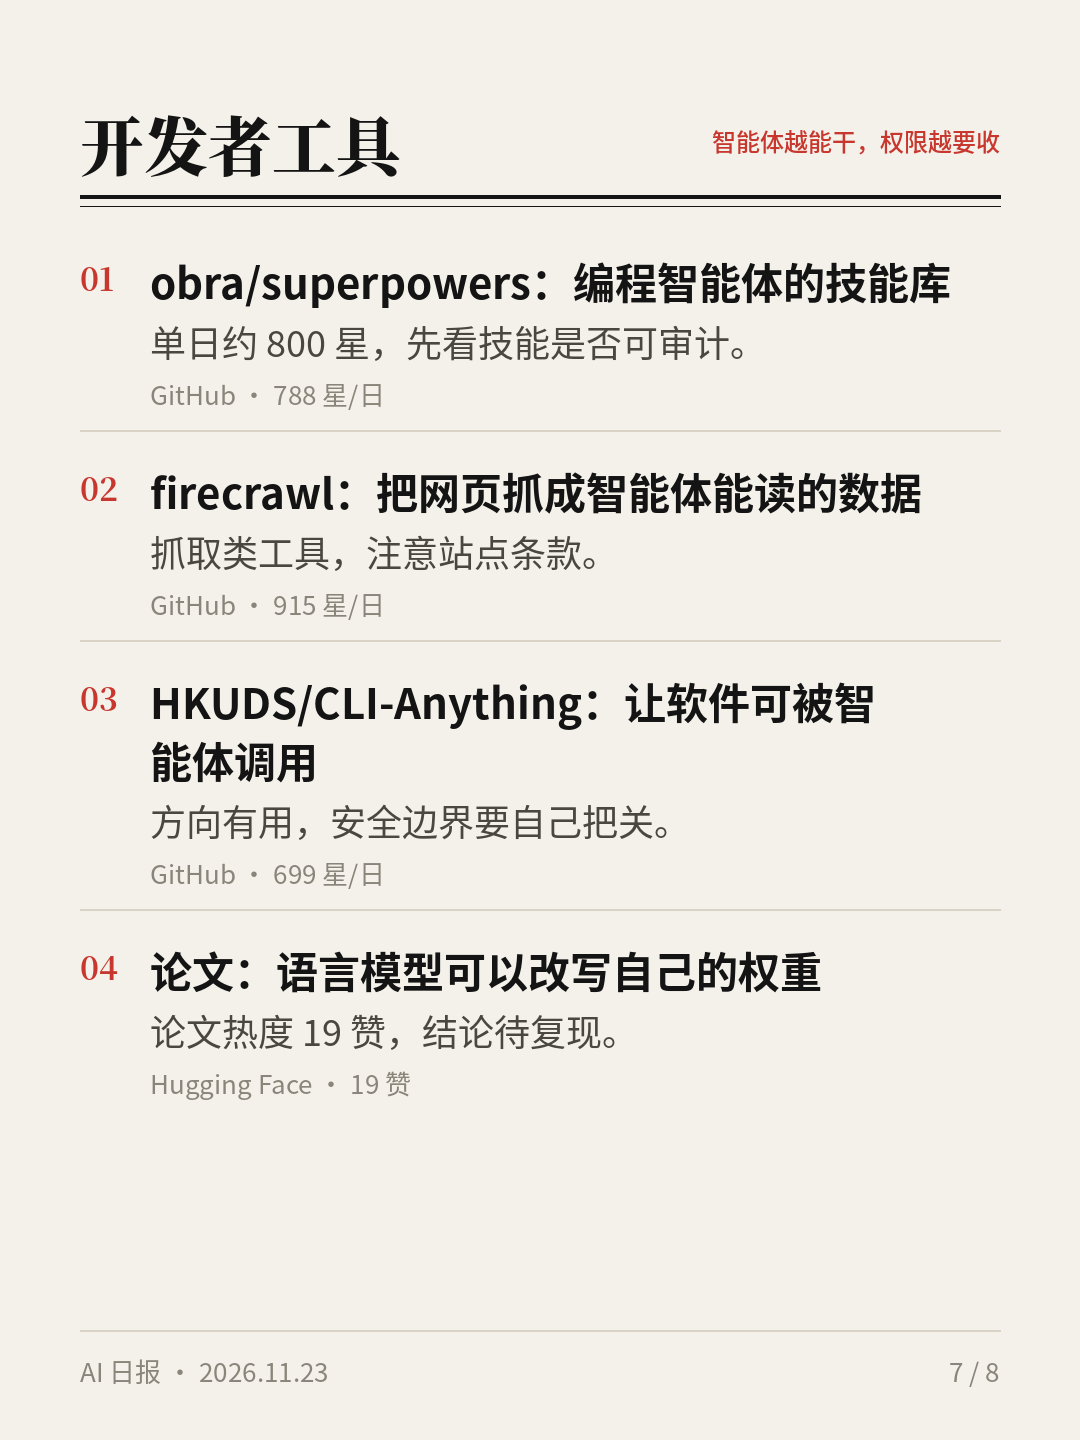 开发者工具
智能体越能干，权限越要收
01
obra/superpowers：编程智能体的技能库
单日约 800 星，先看技能是否可审计。
GitHub · 788 星/日
02
firecrawl：把网页抓成智能体能读的数据
抓取类工具，注意站点条款。
GitHub · 915 星/日
03
HKUDS/CLI-Anything：让软件可被智
能体调用
方向有用，安全边界要自己把关。
GitHub · 699 星/日
04
论文：语言模型可以改写自己的权重
论文热度 19 赞，结论待复现。
Hugging Face · 19 赞
AI 日报 · 2026.11.23
7 / 8